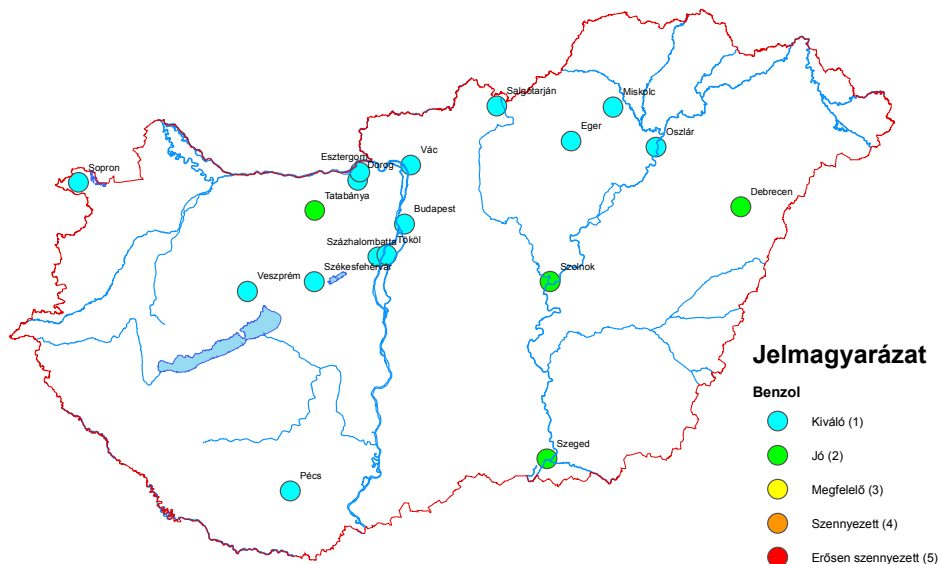 Salgótarján
Miskolc
Eger
Oszlár
Vác
Esztergom
Dorog
Sopron
Tatabánya
Debrecen
Budapest
Százhalombatta
Tököl
Székesfehérvár
Veszprém
Szolnok
Szeged
Pécs
Jelmagyarázat
Benzol
Kiváló (1)
Jó (2)
Megfelelő (3)
Szennyezett (4)
Erősen szennyezett (5)